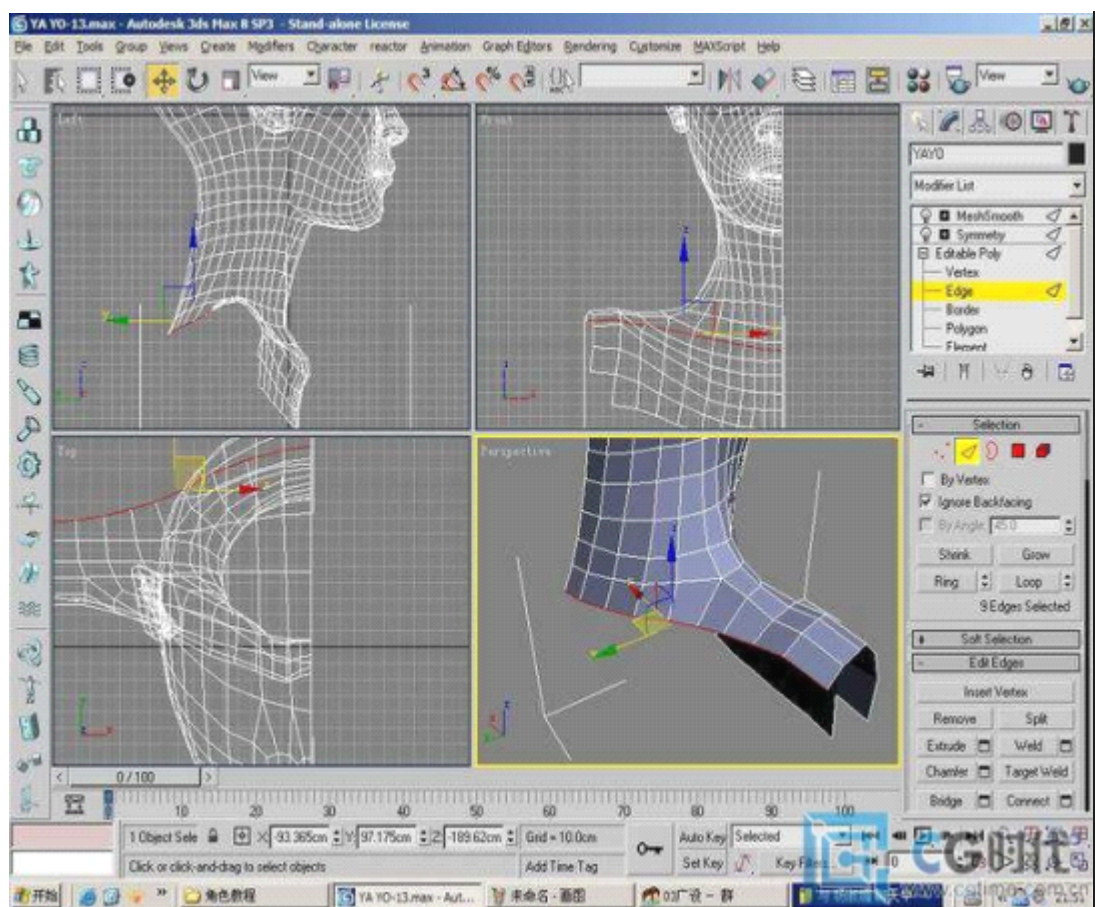 YA YO-13.max - Autodesk 3ds Max 8 SP3 - Stand-alone License
File Edit Tools Group Views Create Modifiers Character reactor Animation Graph Editors Rendering Customize MAXScript Help
View
View
Left
Front
YAYO
Modifier List
MeshSmooth
Symmetry
Editable Poly
Vertex
Edge
Border
Polygon
Element
Top
Perspective
Selection
By Vertex
Ignore Backfacing
By Angle: 45.0
Shrink Grow
Ring Loop
9 Edges Selected
Soft Selection
Edit Edges
Insert Vertex
Remove Split
Extrude Weld
Chamfer Target Weld
Bridge Connect
0 / 100
10 20 30 40 50 60 70 80 90 100
1 Object Sele X: -93.365cm Y: 97.175cm Z: -189.62cm Grid = 10.0cm Auto Key Selected
Click or click-and-drag to select objects Add Time Tag Set Key 0
CG时代
www.cgtimo.com.cn
开始 角色教程 YA YO-13.max - Aut... 未命名 - 画图 21:51